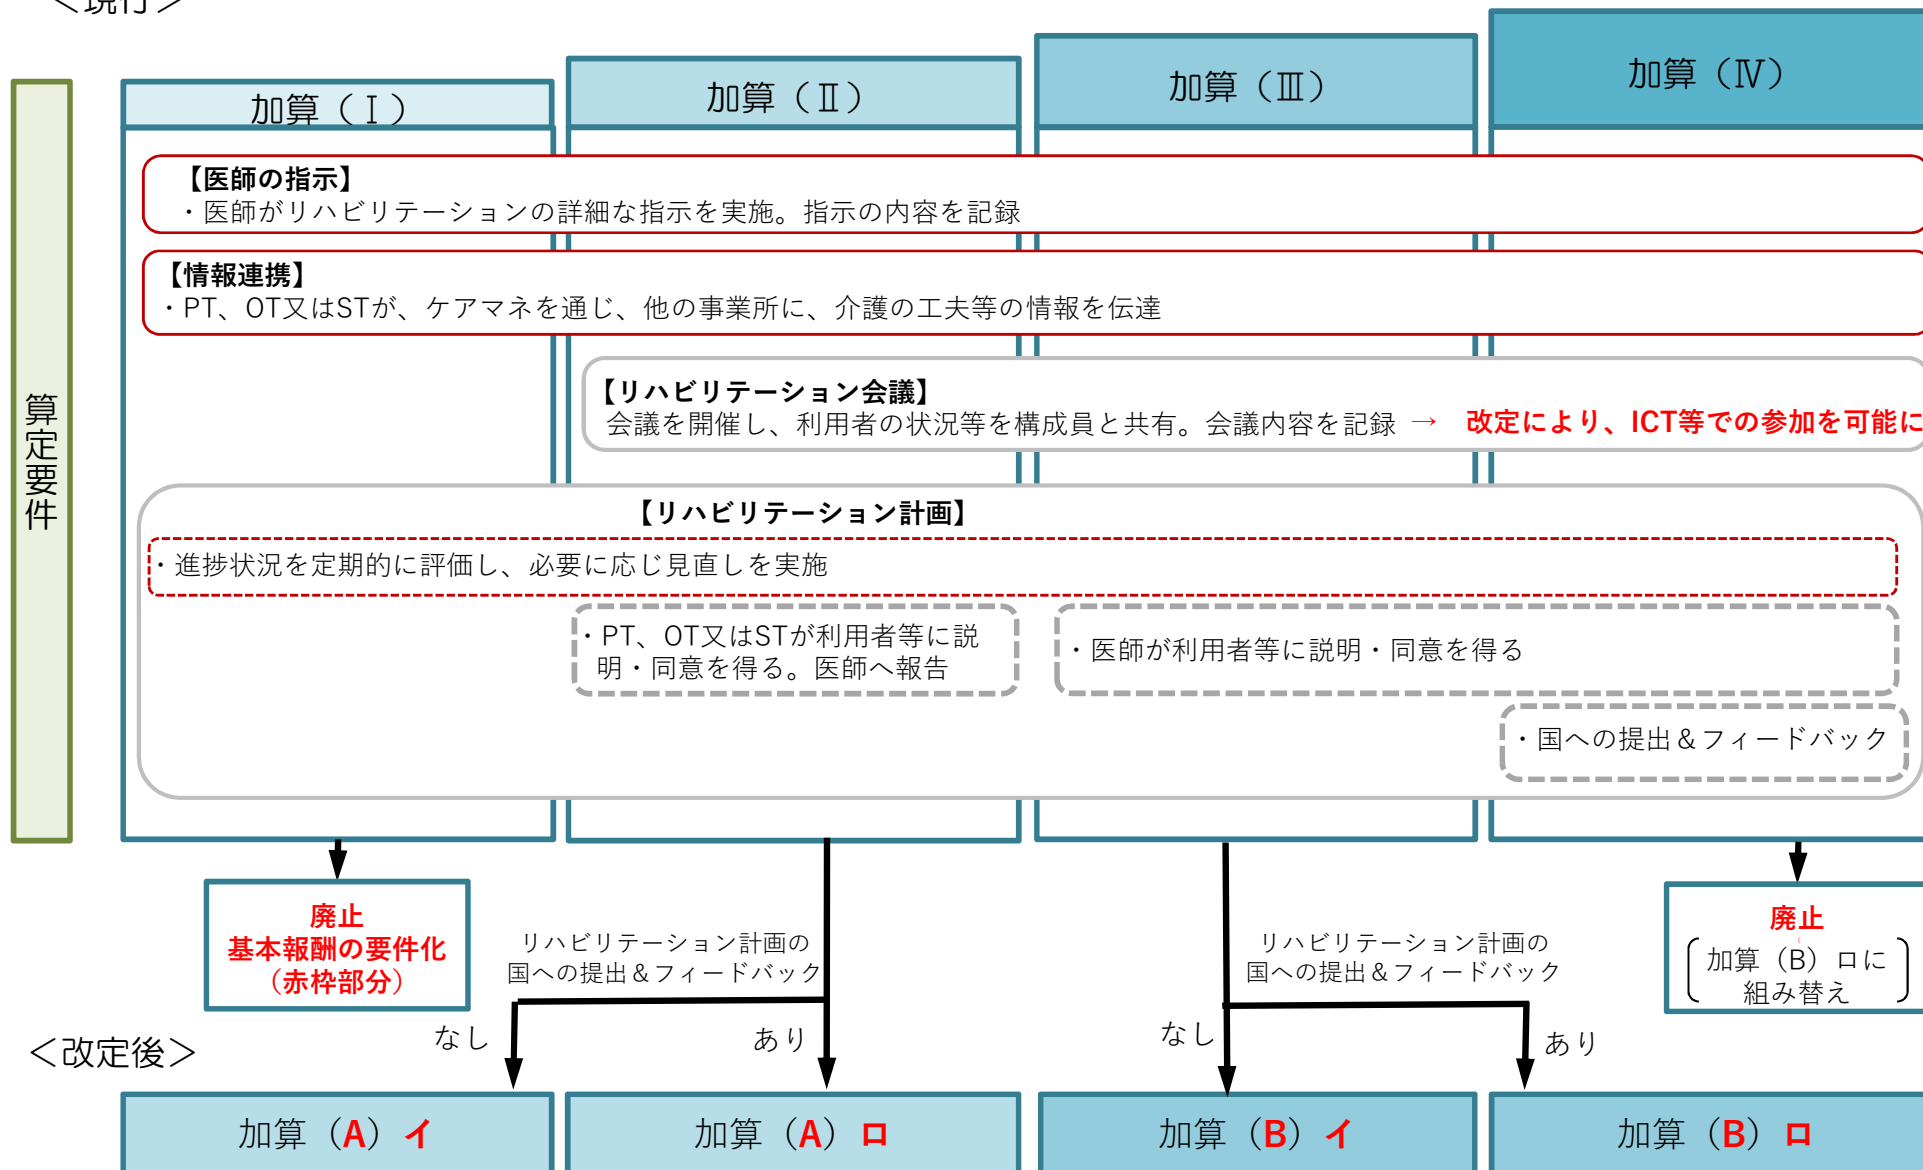 ＜現行＞
加算（Ⅰ）
加算（Ⅱ）
加算（Ⅲ）
加算（Ⅳ）
算定要件
【医師の指示】
・医師がリハビリテーションの詳細な指示を実施。指示の内容を記録
【情報連携】
・PT、OT又はSTが、ケアマネを通じ、他の事業所に、介護の工夫等の情報を伝達
【リハビリテーション会議】
会議を開催し、利用者の状況等を構成員と共有。会議内容を記録 → 改定により、ICT等での参加を可能に
【リハビリテーション計画】
・進捗状況を定期的に評価し、必要に応じ見直しを実施
・PT、OT又はSTが利用者等に説
明・同意を得る。医師へ報告
・医師が利用者等に説明・同意を得る
・国への提出＆フィードバック
廃止
基本報酬の要件化
（赤枠部分）
リハビリテーション計画の
国への提出＆フィードバック
なし
あり
リハビリテーション計画の
国への提出＆フィードバック
なし
あり
廃止
加算（B）ロに
組み替え
＜改定後＞
加算（A）イ
加算（A）ロ
加算（B）イ
加算（B）ロ